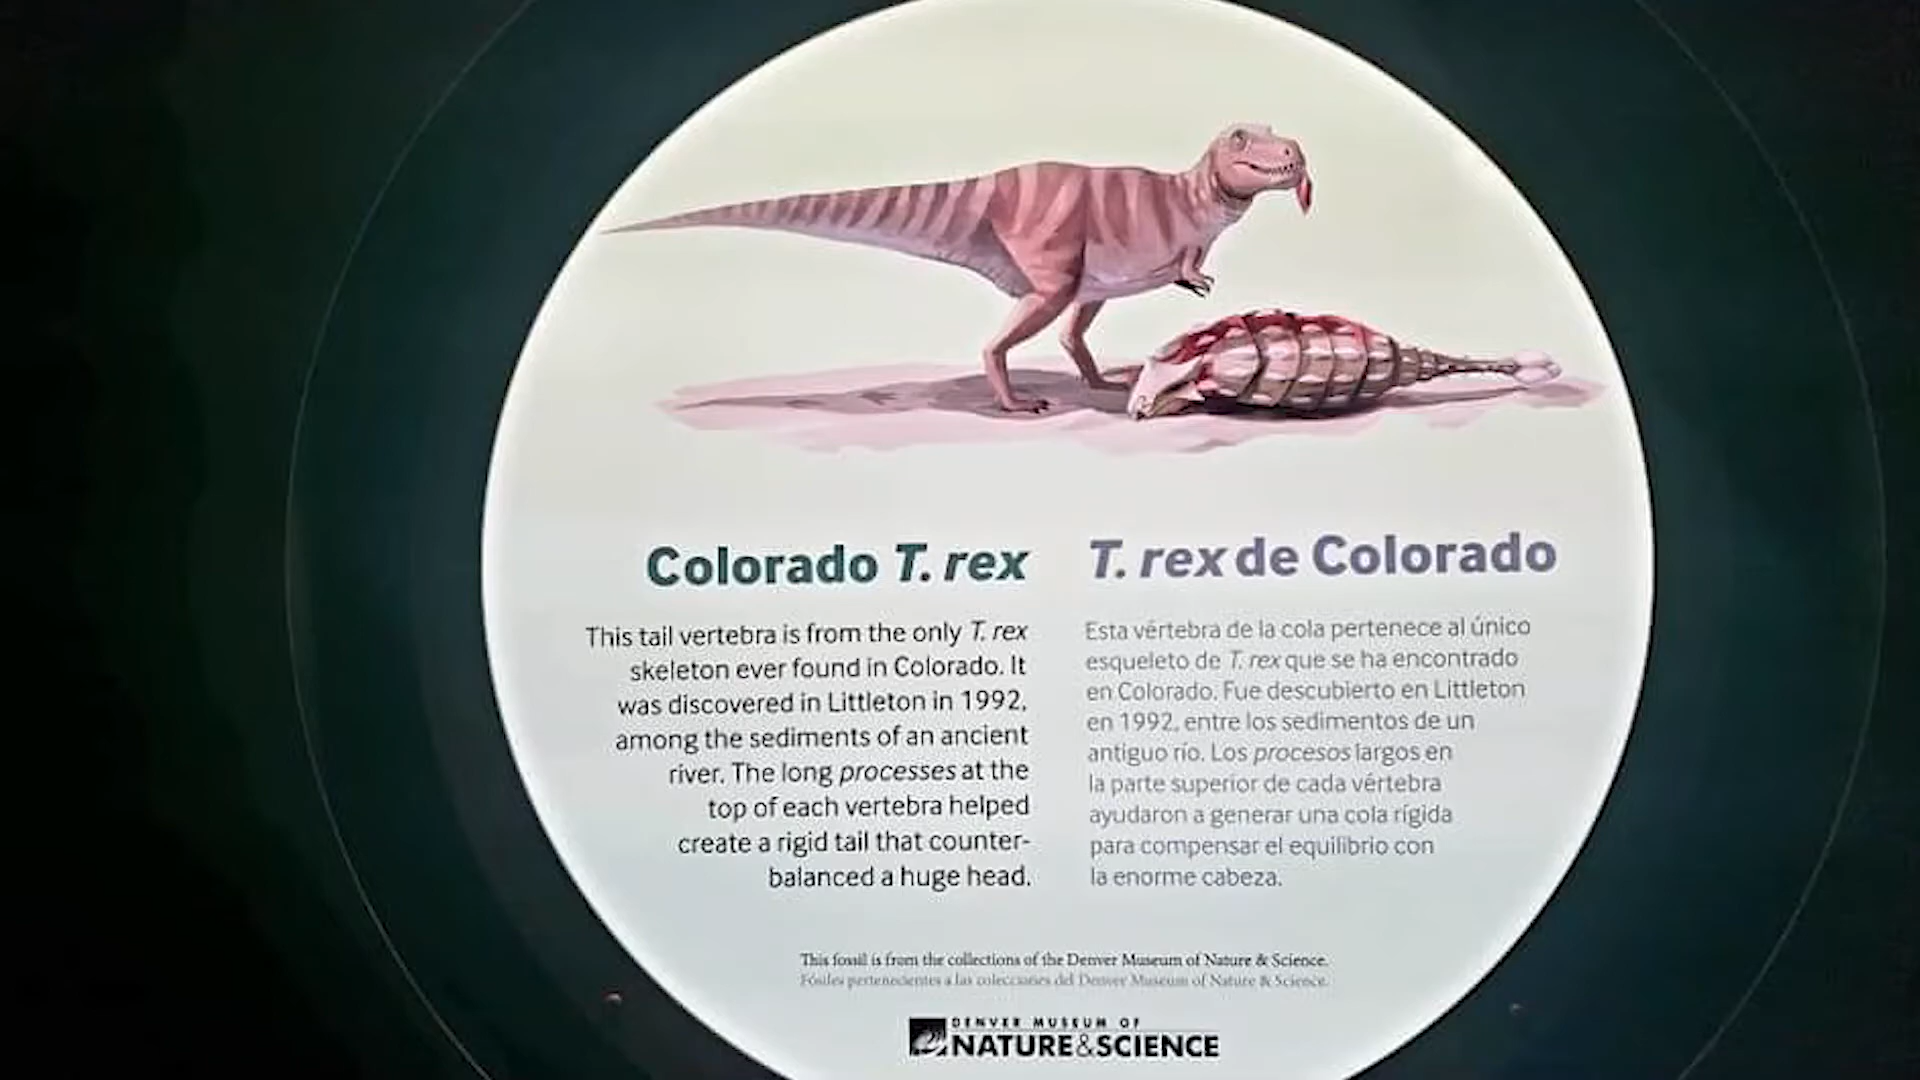 Colorado T. rex
This tail vertebra is from the only T. rex
skeleton ever found in Colorado. It
was discovered in Littleton in 1992,
among the sediments of an ancient
river. The long processes at the
top of each vertebra helped
create a rigid tail that counter-
balanced a huge head.
T. rex de Colorado
Esta vértebra de la cola pertenece al único
esqueleto de T. rex que se ha encontrado
en Colorado. Fue descubierto en Littleton
en 1992, entre los sedimentos de un
antiguo río. Los procesos largos en
la parte superior de cada vértebra
ayudaron a generar una cola rígida
para compensar el equilibrio con
la enorme cabeza.
This fossil is from the collections of the Denver Museum of Nature & Science.
Fósiles pertenecientes a las colecciones del Denver Museum of Nature & Science.
DENVER MUSEUM OF
NATURE&SCIENCE